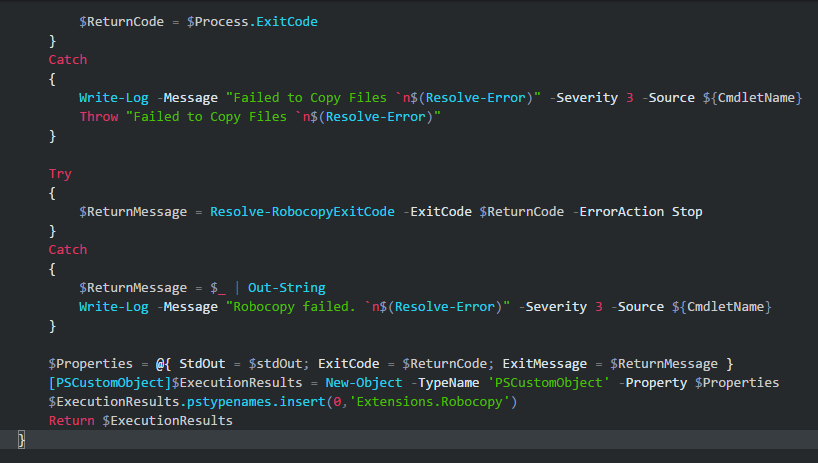 $ReturnCode = $Process.ExitCode
}
Catch
{
Write-Log -Message "Failed to Copy Files `n$(Resolve-Error)" -Severity 3 -Source ${CmdletName}
Throw "Failed to Copy Files `n$(Resolve-Error)"
}
Try
{
$ReturnMessage = Resolve-RobocopyExitCode -ExitCode $ReturnCode -ErrorAction Stop
}
Catch
{
$ReturnMessage = $_ | Out-String
Write-Log -Message "Robocopy failed. `n$(Resolve-Error)" -Severity 3 -Source ${CmdletName}
}
$Properties = @{ StdOut = $stdOut; ExitCode = $ReturnCode; ExitMessage = $ReturnMessage }
[PSCustomObject]$ExecutionResults = New-Object -TypeName 'PSCustomObject' -Property $Properties
$ExecutionResults.pstypenames.insert(0,'Extensions.Robocopy')
Return $ExecutionResults
}